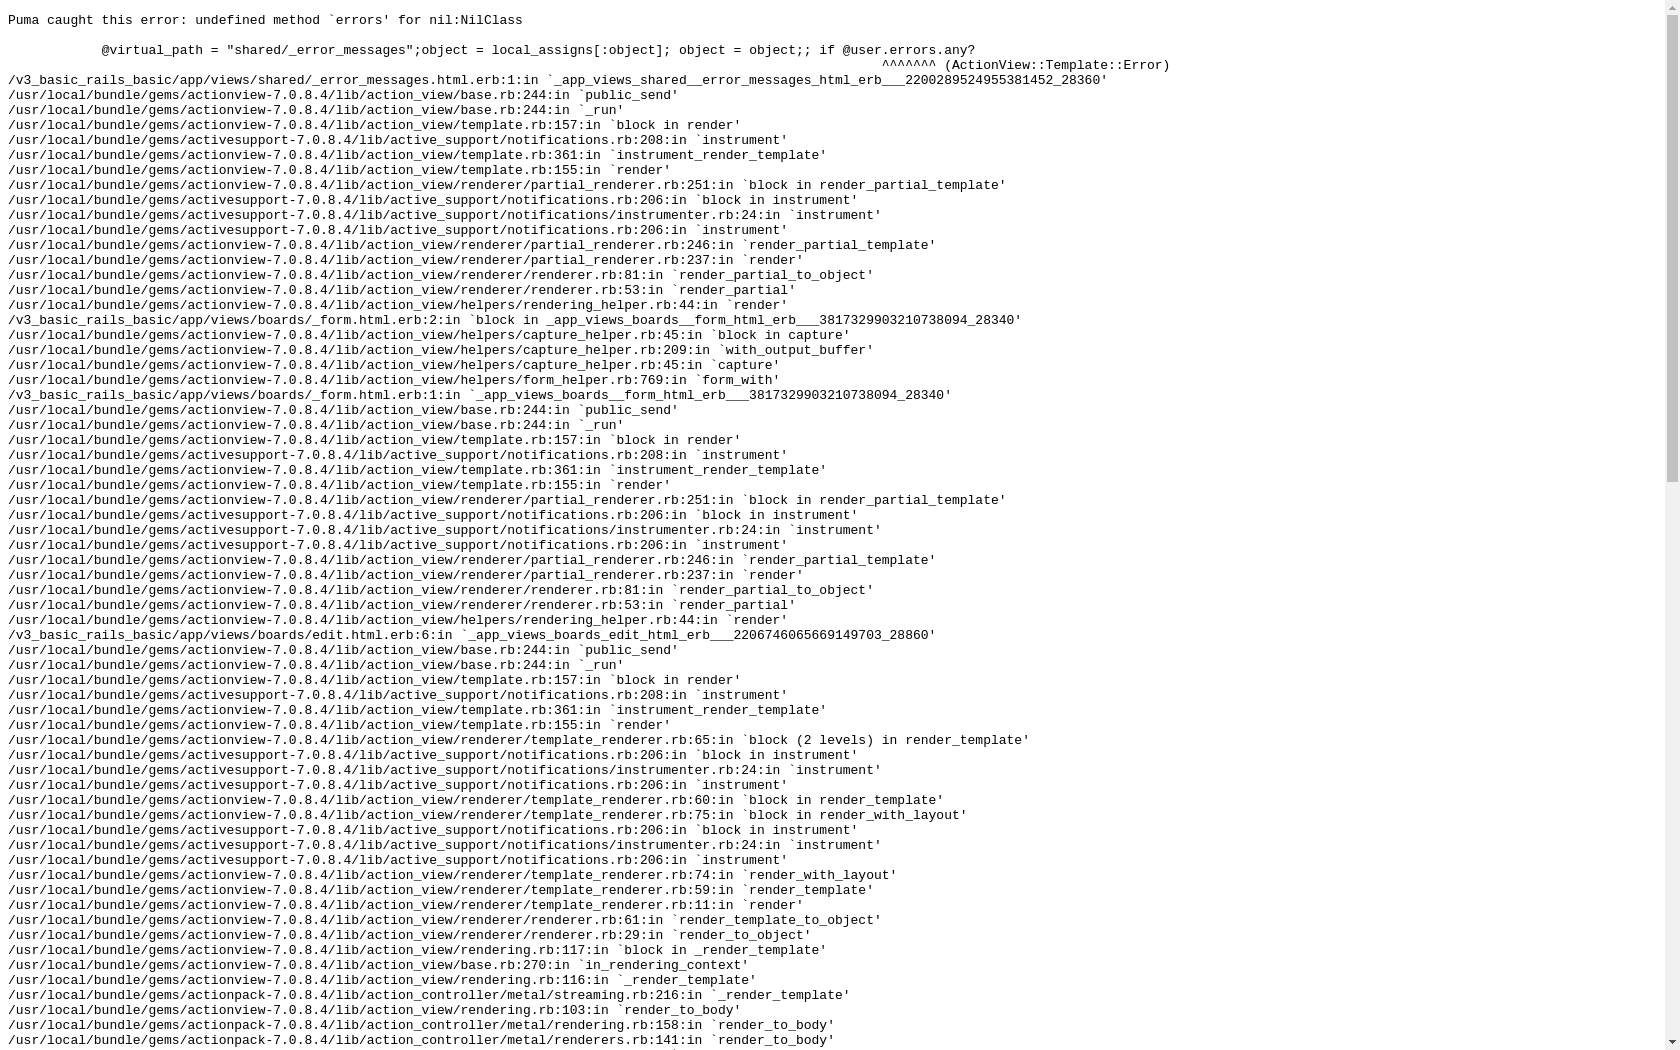 Puma caught this error: undefined method `errors' for nil:NilClass
@virtual_path = "shared/_error_messages";object = local_assigns[:object]; object = object;; if @user.errors.any?
^^^^^^^ (ActionView::Template::Error)
/v3_basic_rails_basic/app/views/shared/_error_messages.html.erb:1:in `_app_views_shared__error_messages_html_erb___2200289524955381452_28360'
/usr/local/bundle/gems/actionview-7.0.8.4/lib/action_view/base.rb:244:in `public_send'
/usr/local/bundle/gems/actionview-7.0.8.4/lib/action_view/base.rb:244:in `_run'
/usr/local/bundle/gems/actionview-7.0.8.4/lib/action_view/template.rb:157:in `block in render'
/usr/local/bundle/gems/activesupport-7.0.8.4/lib/active_support/notifications.rb:208:in `instrument'
/usr/local/bundle/gems/actionview-7.0.8.4/lib/action_view/template.rb:361:in `instrument_render_template'
/usr/local/bundle/gems/actionview-7.0.8.4/lib/action_view/template.rb:155:in `render'
/usr/local/bundle/gems/actionview-7.0.8.4/lib/action_view/renderer/partial_renderer.rb:251:in `block in render_partial_template'
/usr/local/bundle/gems/activesupport-7.0.8.4/lib/active_support/notifications.rb:206:in `block in instrument'
/usr/local/bundle/gems/activesupport-7.0.8.4/lib/active_support/notifications/instrumenter.rb:24:in `instrument'
/usr/local/bundle/gems/activesupport-7.0.8.4/lib/active_support/notifications.rb:206:in `instrument'
/usr/local/bundle/gems/actionview-7.0.8.4/lib/action_view/renderer/partial_renderer.rb:246:in `render_partial_template'
/usr/local/bundle/gems/actionview-7.0.8.4/lib/action_view/renderer/partial_renderer.rb:237:in `render'
/usr/local/bundle/gems/actionview-7.0.8.4/lib/action_view/renderer/renderer.rb:81:in `render_partial_to_object'
/usr/local/bundle/gems/actionview-7.0.8.4/lib/action_view/renderer/renderer.rb:53:in `render_partial'
/usr/local/bundle/gems/actionview-7.0.8.4/lib/action_view/helpers/rendering_helper.rb:44:in `render'
/v3_basic_rails_basic/app/views/boards/_form.html.erb:2:in `block in _app_views_boards__form_html_erb___3817329903210738094_28340'
/usr/local/bundle/gems/actionview-7.0.8.4/lib/action_view/helpers/capture_helper.rb:45:in `block in capture'
/usr/local/bundle/gems/actionview-7.0.8.4/lib/action_view/helpers/capture_helper.rb:209:in `with_output_buffer'
/usr/local/bundle/gems/actionview-7.0.8.4/lib/action_view/helpers/capture_helper.rb:45:in `capture'
/usr/local/bundle/gems/actionview-7.0.8.4/lib/action_view/helpers/form_helper.rb:769:in `form_with'
/v3_basic_rails_basic/app/views/boards/_form.html.erb:1:in `_app_views_boards__form_html_erb___3817329903210738094_28340'
/usr/local/bundle/gems/actionview-7.0.8.4/lib/action_view/base.rb:244:in `public_send'
/usr/local/bundle/gems/actionview-7.0.8.4/lib/action_view/base.rb:244:in `_run'
/usr/local/bundle/gems/actionview-7.0.8.4/lib/action_view/template.rb:157:in `block in render'
/usr/local/bundle/gems/activesupport-7.0.8.4/lib/active_support/notifications.rb:208:in `instrument'
/usr/local/bundle/gems/actionview-7.0.8.4/lib/action_view/template.rb:361:in `instrument_render_template'
/usr/local/bundle/gems/actionview-7.0.8.4/lib/action_view/template.rb:155:in `render'
/usr/local/bundle/gems/actionview-7.0.8.4/lib/action_view/renderer/partial_renderer.rb:251:in `block in render_partial_template'
/usr/local/bundle/gems/activesupport-7.0.8.4/lib/active_support/notifications.rb:206:in `block in instrument'
/usr/local/bundle/gems/activesupport-7.0.8.4/lib/active_support/notifications/instrumenter.rb:24:in `instrument'
/usr/local/bundle/gems/activesupport-7.0.8.4/lib/active_support/notifications.rb:206:in `instrument'
/usr/local/bundle/gems/actionview-7.0.8.4/lib/action_view/renderer/partial_renderer.rb:246:in `render_partial_template'
/usr/local/bundle/gems/actionview-7.0.8.4/lib/action_view/renderer/partial_renderer.rb:237:in `render'
/usr/local/bundle/gems/actionview-7.0.8.4/lib/action_view/renderer/renderer.rb:81:in `render_partial_to_object'
/usr/local/bundle/gems/actionview-7.0.8.4/lib/action_view/renderer/renderer.rb:53:in `render_partial'
/usr/local/bundle/gems/actionview-7.0.8.4/lib/action_view/helpers/rendering_helper.rb:44:in `render'
/v3_basic_rails_basic/app/views/boards/edit.html.erb:6:in `_app_views_boards_edit_html_erb___2206746065669149703_28860'
/usr/local/bundle/gems/actionview-7.0.8.4/lib/action_view/base.rb:244:in `public_send'
/usr/local/bundle/gems/actionview-7.0.8.4/lib/action_view/base.rb:244:in `_run'
/usr/local/bundle/gems/actionview-7.0.8.4/lib/action_view/template.rb:157:in `block in render'
/usr/local/bundle/gems/activesupport-7.0.8.4/lib/active_support/notifications.rb:208:in `instrument'
/usr/local/bundle/gems/actionview-7.0.8.4/lib/action_view/template.rb:361:in `instrument_render_template'
/usr/local/bundle/gems/actionview-7.0.8.4/lib/action_view/template.rb:155:in `render'
/usr/local/bundle/gems/actionview-7.0.8.4/lib/action_view/renderer/template_renderer.rb:65:in `block (2 levels) in render_template'
/usr/local/bundle/gems/activesupport-7.0.8.4/lib/active_support/notifications.rb:206:in `block in instrument'
/usr/local/bundle/gems/activesupport-7.0.8.4/lib/active_support/notifications/instrumenter.rb:24:in `instrument'
/usr/local/bundle/gems/activesupport-7.0.8.4/lib/active_support/notifications.rb:206:in `instrument'
/usr/local/bundle/gems/actionview-7.0.8.4/lib/action_view/renderer/template_renderer.rb:60:in `block in render_template'
/usr/local/bundle/gems/actionview-7.0.8.4/lib/action_view/renderer/template_renderer.rb:75:in `block in render_with_layout'
/usr/local/bundle/gems/activesupport-7.0.8.4/lib/active_support/notifications.rb:206:in `block in instrument'
/usr/local/bundle/gems/activesupport-7.0.8.4/lib/active_support/notifications/instrumenter.rb:24:in `instrument'
/usr/local/bundle/gems/activesupport-7.0.8.4/lib/active_support/notifications.rb:206:in `instrument'
/usr/local/bundle/gems/actionview-7.0.8.4/lib/action_view/renderer/template_renderer.rb:74:in `render_with_layout'
/usr/local/bundle/gems/actionview-7.0.8.4/lib/action_view/renderer/template_renderer.rb:59:in `render_template'
/usr/local/bundle/gems/actionview-7.0.8.4/lib/action_view/renderer/template_renderer.rb:11:in `render'
/usr/local/bundle/gems/actionview-7.0.8.4/lib/action_view/renderer/renderer.rb:61:in `render_template_to_object'
/usr/local/bundle/gems/actionview-7.0.8.4/lib/action_view/renderer/renderer.rb:29:in `render_to_object'
/usr/local/bundle/gems/actionview-7.0.8.4/lib/action_view/rendering.rb:117:in `block in _render_template'
/usr/local/bundle/gems/actionview-7.0.8.4/lib/action_view/base.rb:270:in `in_rendering_context'
/usr/local/bundle/gems/actionview-7.0.8.4/lib/action_view/rendering.rb:116:in `_render_template'
/usr/local/bundle/gems/actionpack-7.0.8.4/lib/action_controller/metal/streaming.rb:216:in `_render_template'
/usr/local/bundle/gems/actionview-7.0.8.4/lib/action_view/rendering.rb:103:in `render_to_body'
/usr/local/bundle/gems/actionpack-7.0.8.4/lib/action_controller/metal/rendering.rb:158:in `render_to_body'
/usr/local/bundle/gems/actionpack-7.0.8.4/lib/action_controller/metal/renderers.rb:141:in `render_to_body'